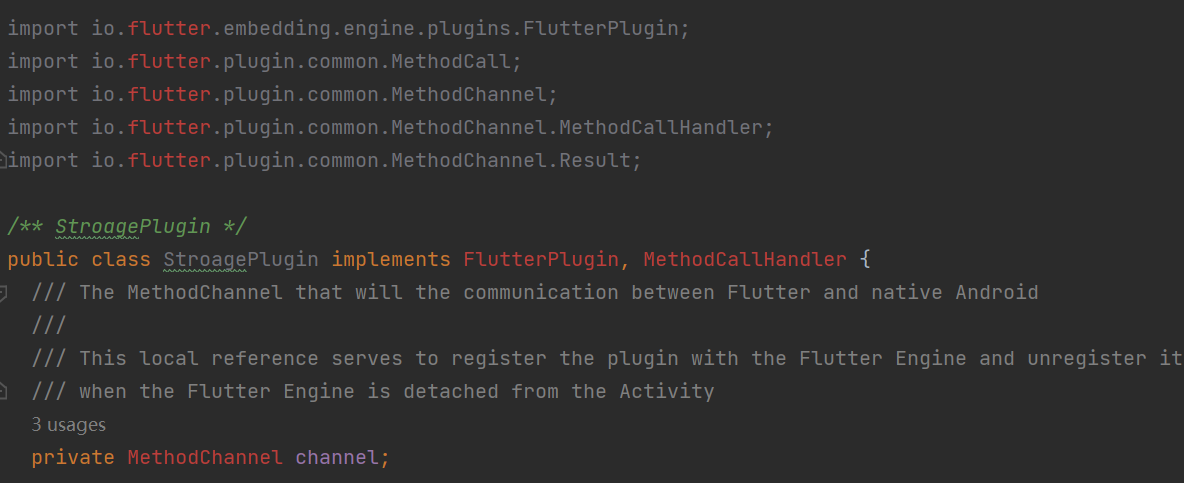 import io.flutter.embedding.engine.plugins.FlutterPlugin;
import io.flutter.plugin.common.MethodCall;
import io.flutter.plugin.common.MethodChannel;
import io.flutter.plugin.common.MethodChannel.MethodCallHandler;
import io.flutter.plugin.common.MethodChannel.Result;
/** StroagePlugin */
public class StroagePlugin implements FlutterPlugin, MethodCallHandler {
/// The MethodChannel that will the communication between Flutter and native Android
///
/// This local reference serves to register the plugin with the Flutter Engine and unregister it
/// when the Flutter Engine is detached from the Activity
3 usages
private MethodChannel channel;